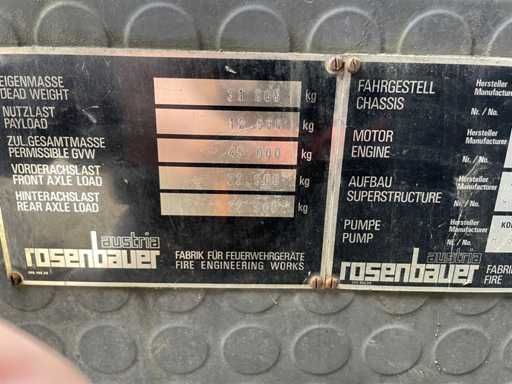 EIGENMASSE
DEAD WEIGHT
kg
NUTZLAST
PAYLOAD
kg
ZUL.GESAMTMASSE
PERMISSIBLE GVW
kg
VORDERACHSLAST
FRONT AXLE LOAD
kg
HINTERACHSLAST
REAR AXLE LOAD
kg
austria
rosenbauer
FABRIK FÜR FEUERWEHRGERÄTE
FIRE ENGINEERING WORKS
FAHRGESTELL
CHASSIS
Hersteller
Manufacturer
Nr. / No.
MOTOR
ENGINE
Hersteller
Manufacturer
Nr. / No.
AUFBAU
SUPERSTRUCTURE
Hersteller
Manufacturer
Nr. / No.
PUMPE
PUMP
Hersteller
Manufacturer
Nr. / No.
austria
rosenbauer
FABRI
FIRE